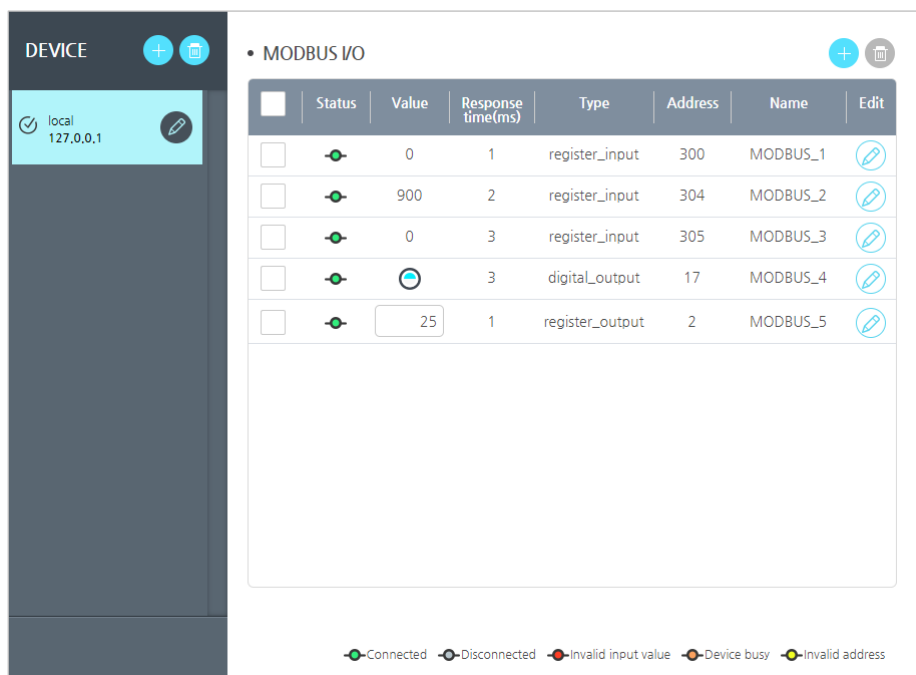 DEVICE
local
127.0.0.1
• MODBUS I/O
Status Value Response time(ms) Type Address Name Edit
0 1 register_input 300 MODBUS_1
900 2 register_input 304 MODBUS_2
0 3 register_input 305 MODBUS_3
3 digital_output 17 MODBUS_4
25 1 register_output 2 MODBUS_5
Connected Disconnected Invalid input value Device busy Invalid address